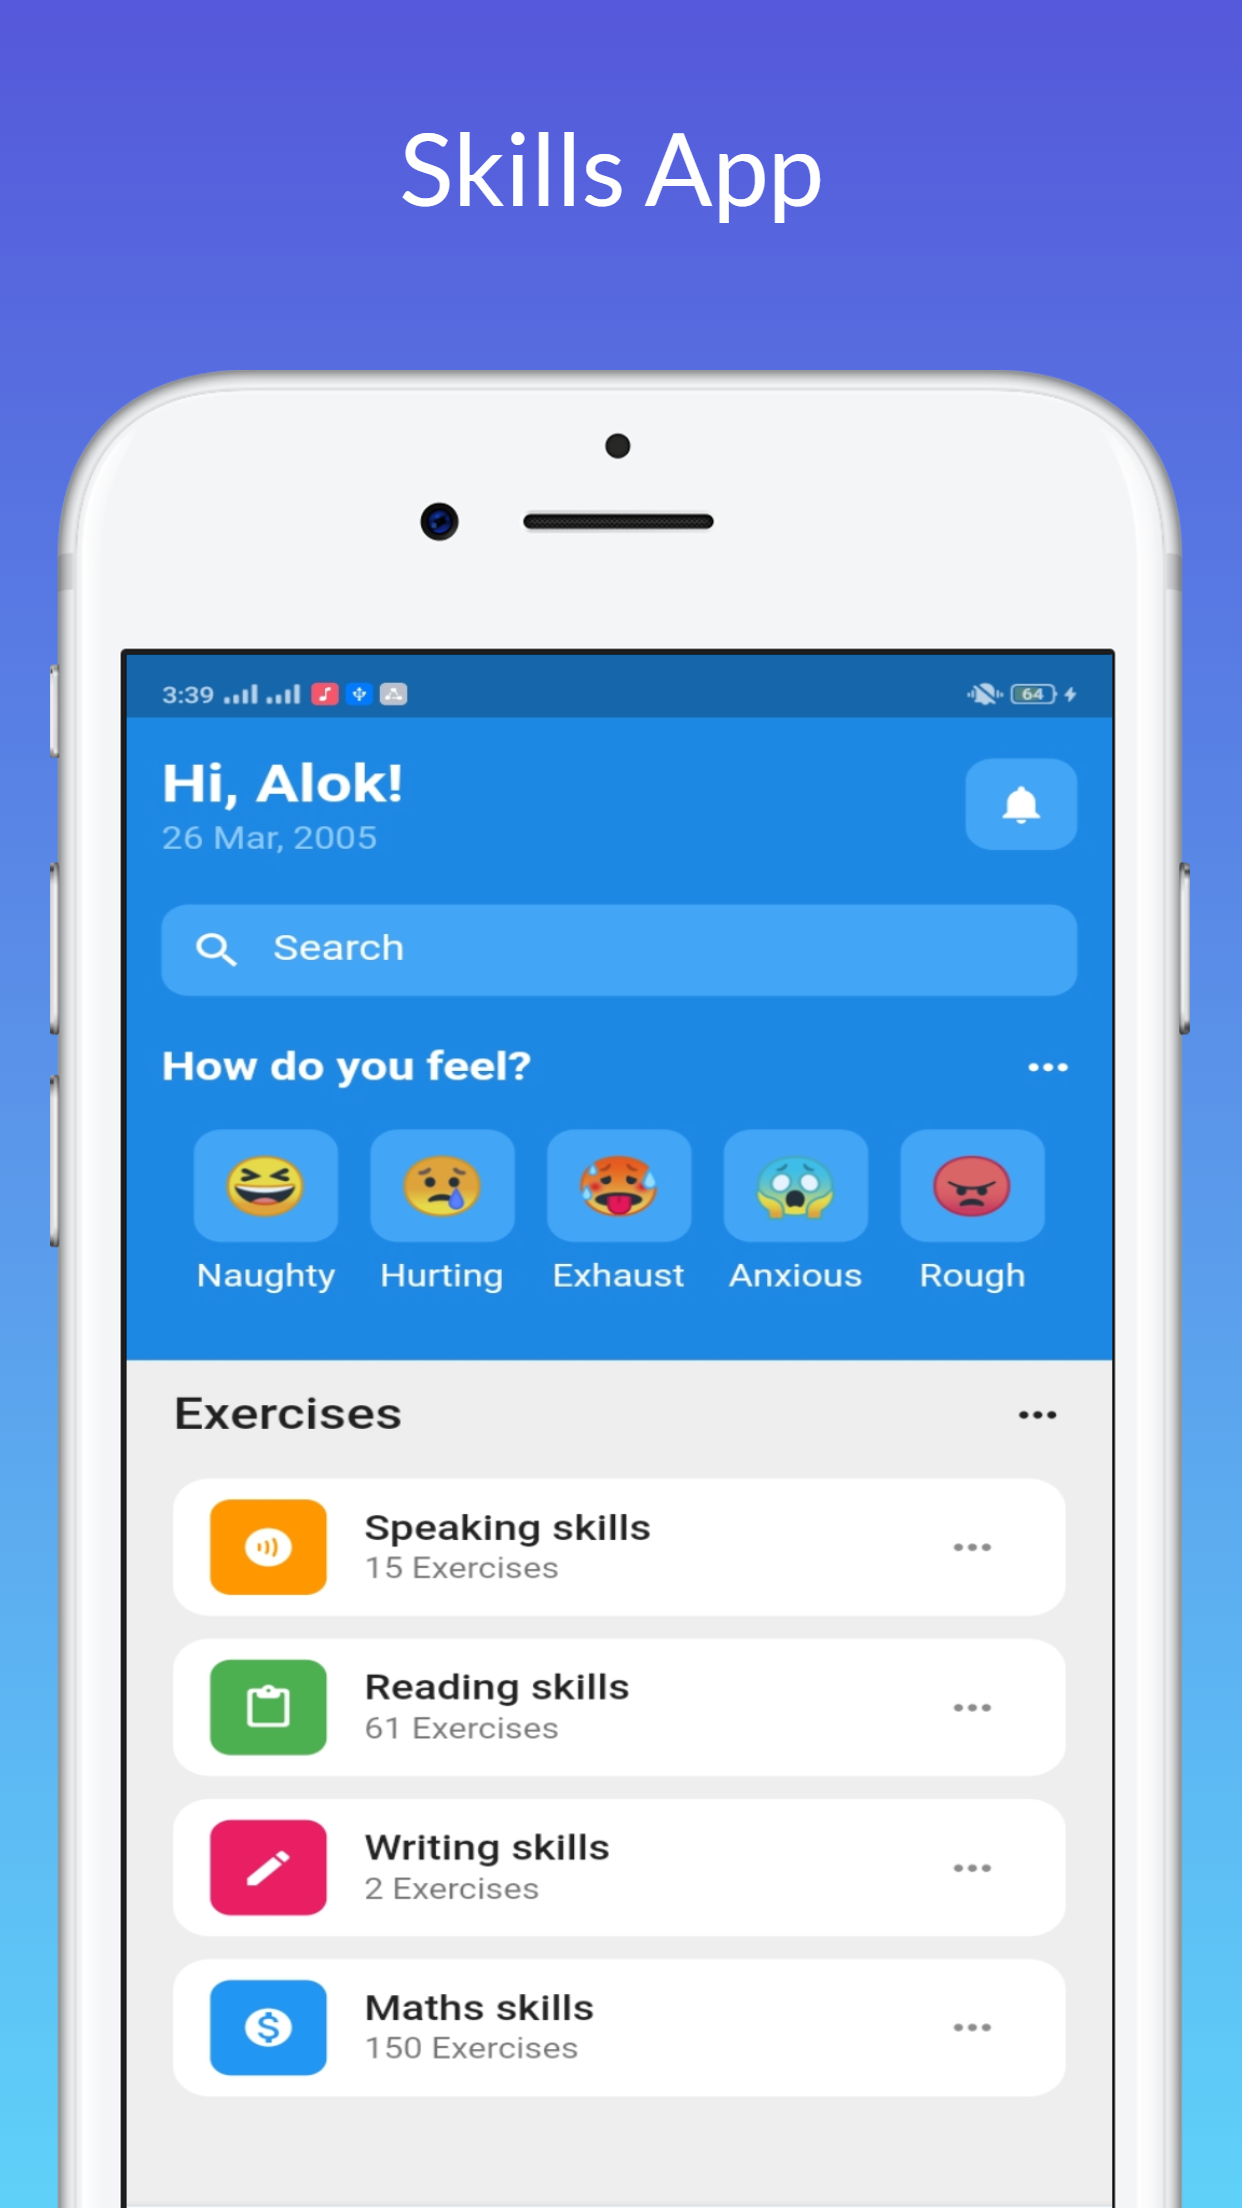 Skills App
3:39
64
Hi, Alok!
26 Mar, 2005
Search
How do you feel?
Naughty Hurting Exhaust Anxious Rough
Exercises
Speaking skills
15 Exercises
Reading skills
61 Exercises
Writing skills
2 Exercises
Maths skills
150 Exercises